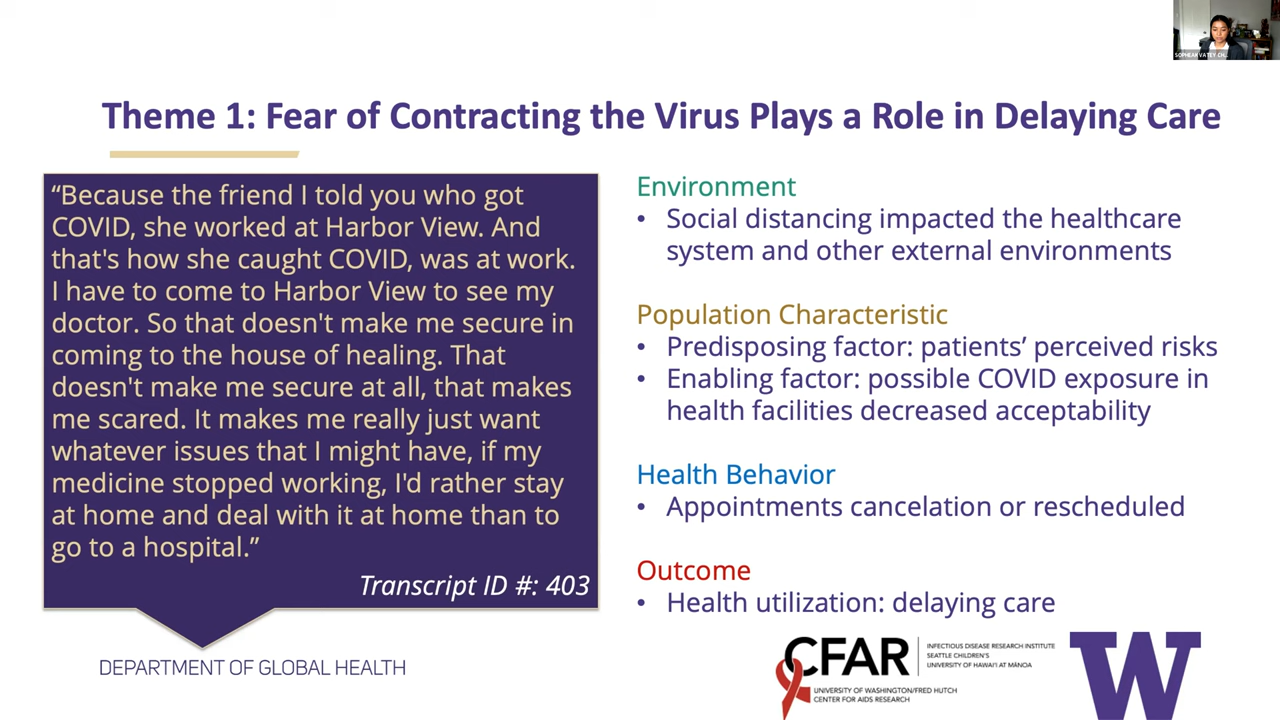 SOPHEAR VATEY CH...
Theme 1: Fear of Contracting the Virus Plays a Role in Delaying Care
“Because the friend I told you who got
COVID, she worked at Harbor View. And
that's how she caught COVID, was at work.
I have to come to Harbor View to see my
doctor. So that doesn't make me secure in
coming to the house of healing. That
doesn't make me secure at all, that makes
me scared. It makes me really just want
whatever issues that I might have, if my
medicine stopped working, I'd rather stay
at home and deal with it at home than to
go to a hospital.”
Transcript ID #: 403
Environment
• Social distancing impacted the healthcare
system and other external environments
Population Characteristic
• Predisposing factor: patients’ perceived risks
• Enabling factor: possible COVID exposure in
health facilities decreased acceptability
Health Behavior
• Appointments cancelation or rescheduled
Outcome
• Health utilization: delaying care
DEPARTMENT OF GLOBAL HEALTH
CFAR
INFECTIOUS DISEASE RESEARCH INSTITUTE
SEATTLE CHILDREN'S
UNIVERSITY OF HAWAI'I AT MĀNOA
UNIVERSITY OF WASHINGTON/FRED HUTCH
CENTER FOR AIDS RESEARCH
W